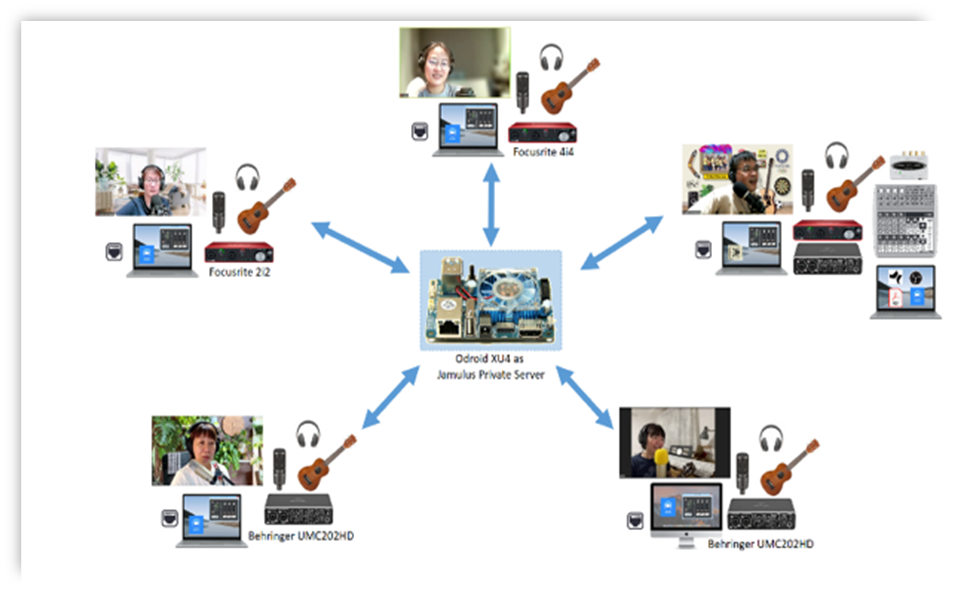 Focusrite 4i4
Focusrite 2i2
Odroid XU4 as
Jamulus Private Server
Behringer UMC202HD
Behringer UMC202HD